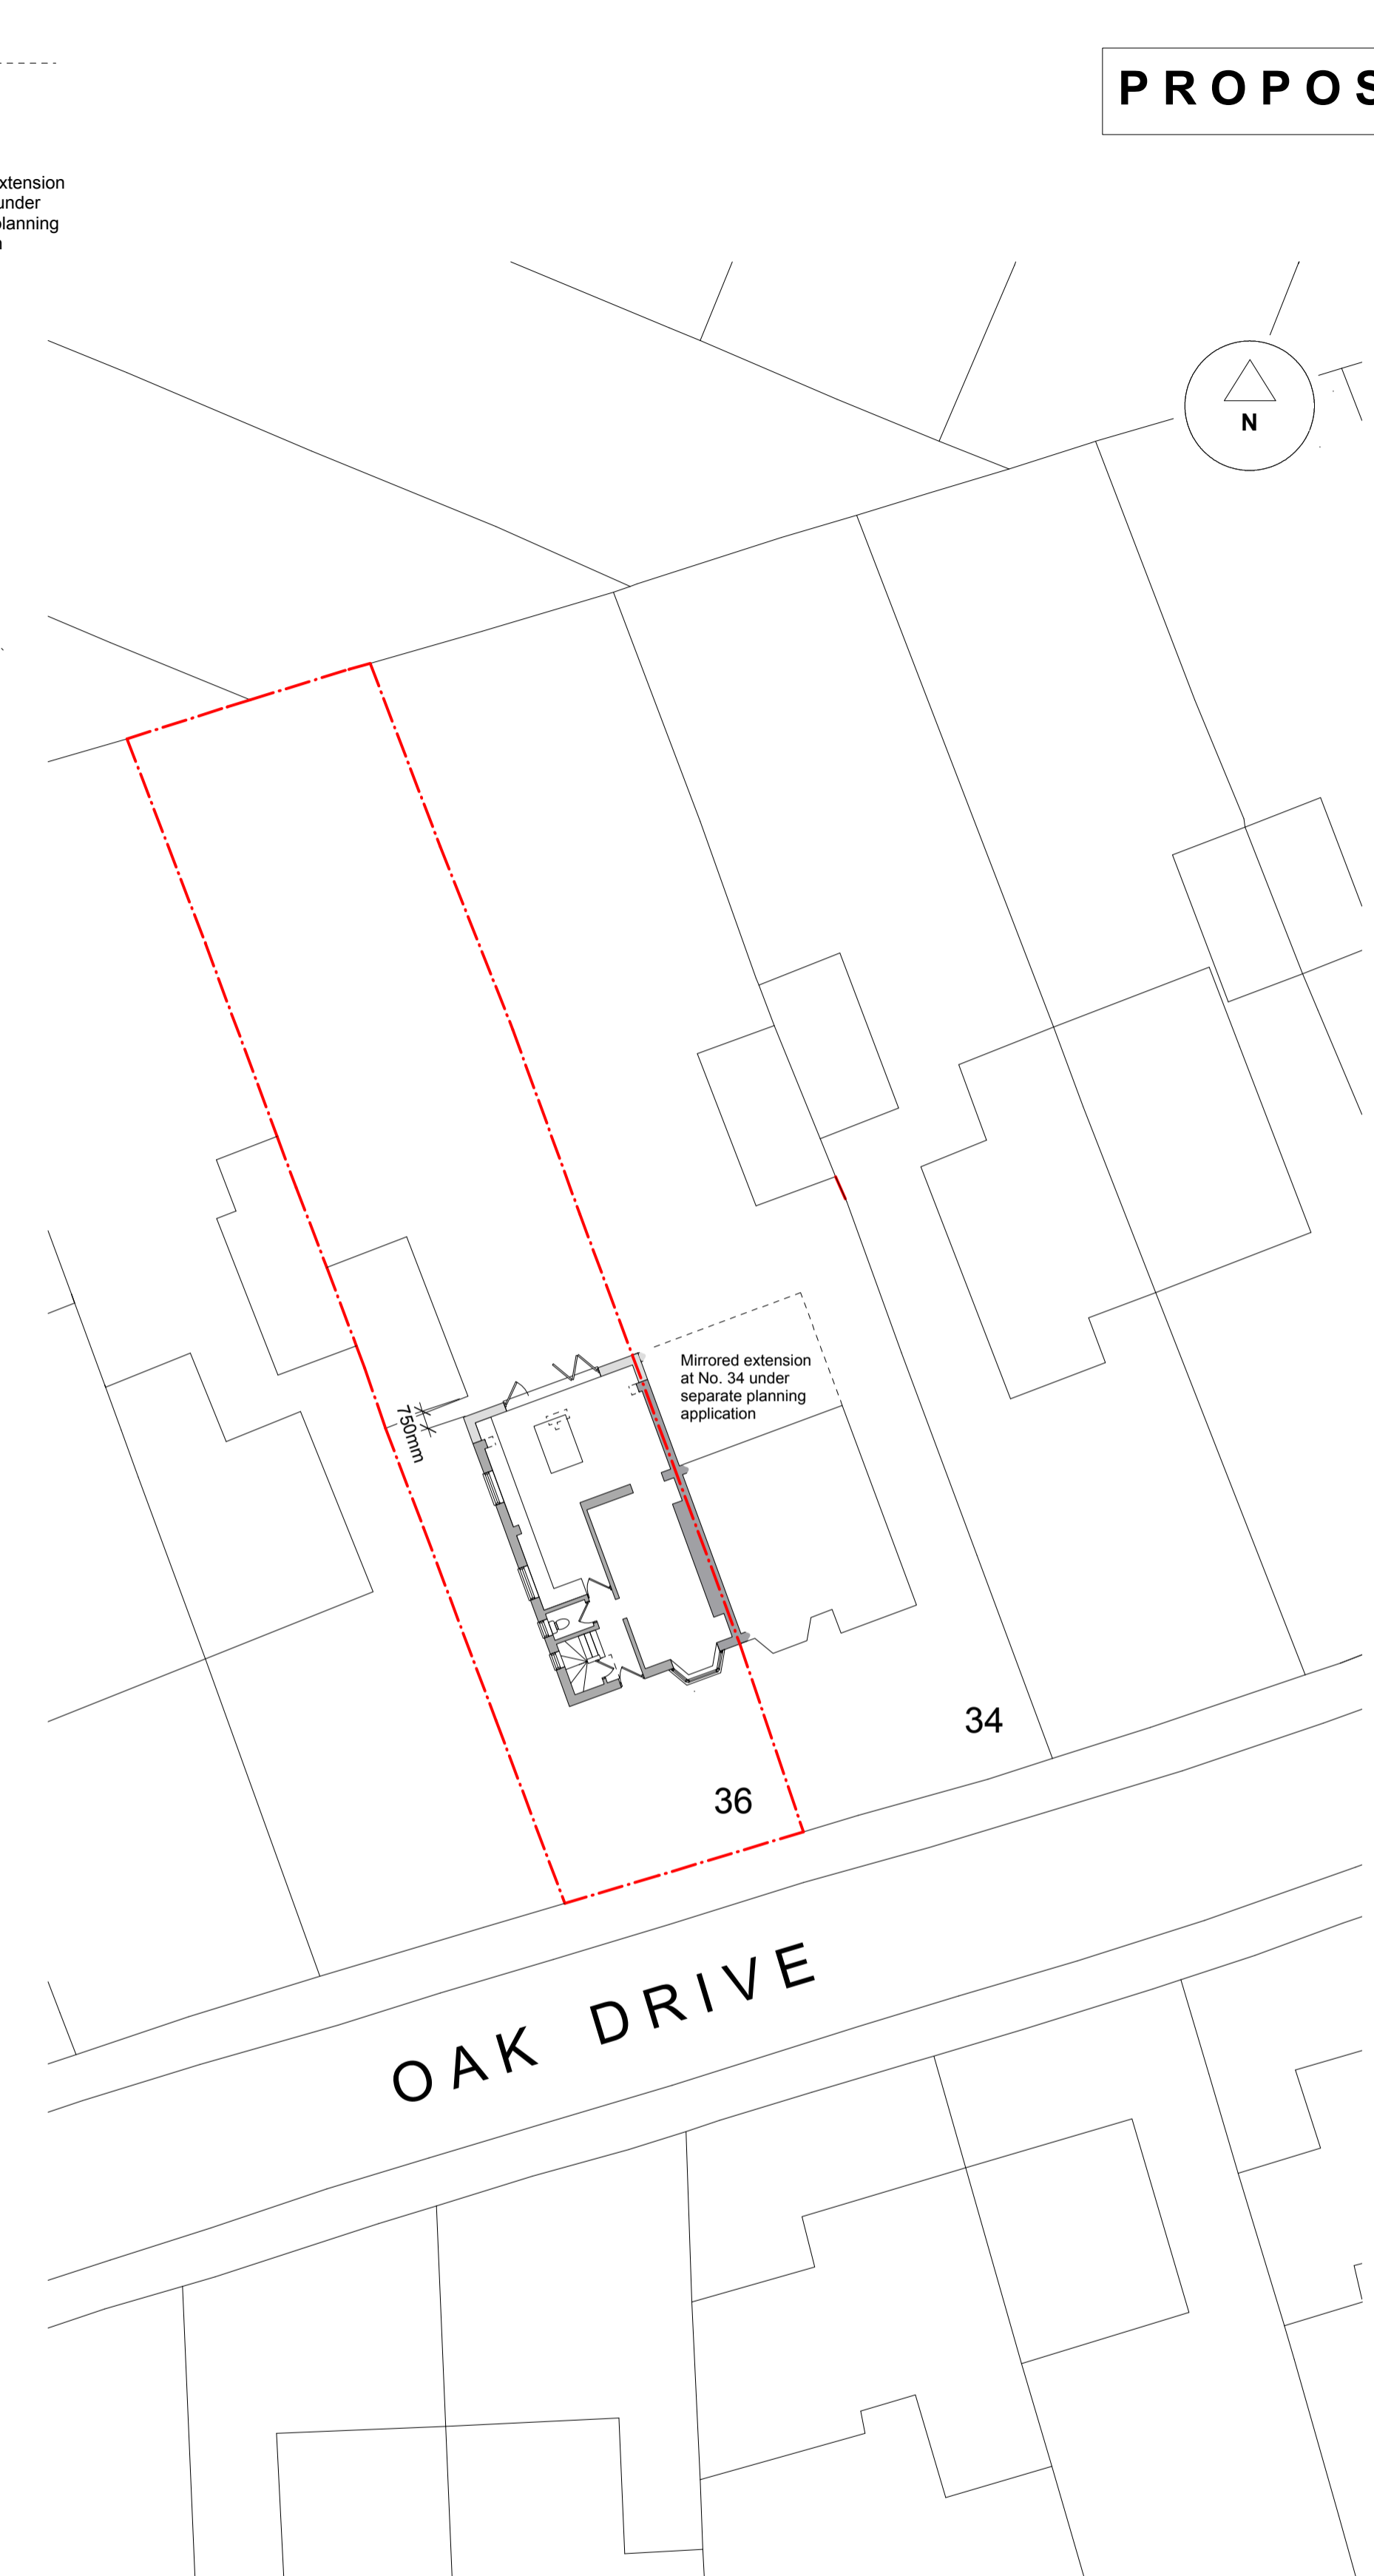 PROPOS
xtension
under
planning
N
Mirrored extension
at No. 34 under
separate planning
application
750mm
34
36
OAK DRIVE